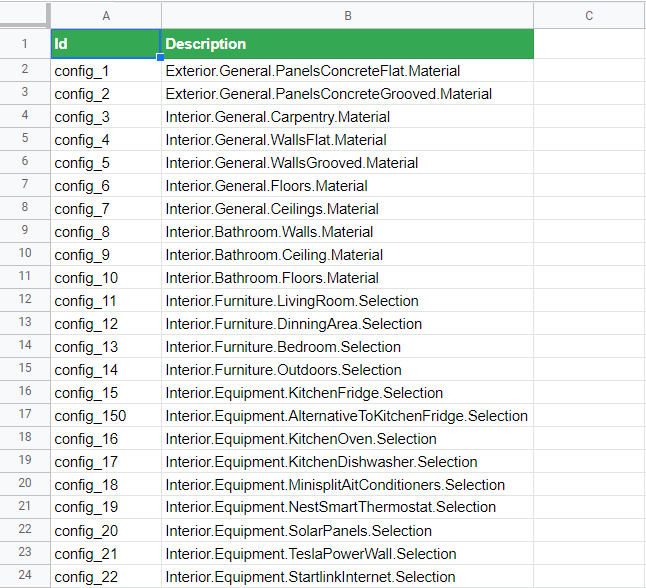 A B C
1 Id Description
2 config_1 Exterior.General.PanelsConcreteFlat.Material
3 config_2 Exterior.General.PanelsConcreteGrooved.Material
4 config_3 Interior.General.Carpentry.Material
5 config_4 Interior.General.WallsFlat.Material
6 config_5 Interior.General.WallsGrooved.Material
7 config_6 Interior.General.Floors.Material
8 config_7 Interior.General.Ceilings.Material
9 config_8 Interior.Bathroom.Walls.Material
10 config_9 Interior.Bathroom.Ceiling.Material
11 config_10 Interior.Bathroom.Floors.Material
12 config_11 Interior.Furniture.LivingRoom.Selection
13 config_12 Interior.Furniture.DinningArea.Selection
14 config_13 Interior.Furniture.Bedroom.Selection
15 config_14 Interior.Furniture.Outdoors.Selection
16 config_15 Interior.Equipment.KitchenFridge.Selection
17 config_150 Interior.Equipment.AlternativeToKitchenFridge.Selection
18 config_16 Interior.Equipment.KitchenOven.Selection
19 config_17 Interior.Equipment.KitchenDishwasher.Selection
20 config_18 Interior.Equipment.MinisplitAitConditioners.Selection
21 config_19 Interior.Equipment.NestSmartThermostat.Selection
22 config_20 Interior.Equipment.SolarPanels.Selection
23 config_21 Interior.Equipment.TeslaPowerWall.Selection
24 config_22 Interior.Equipment.StartlinkInternet.Selection